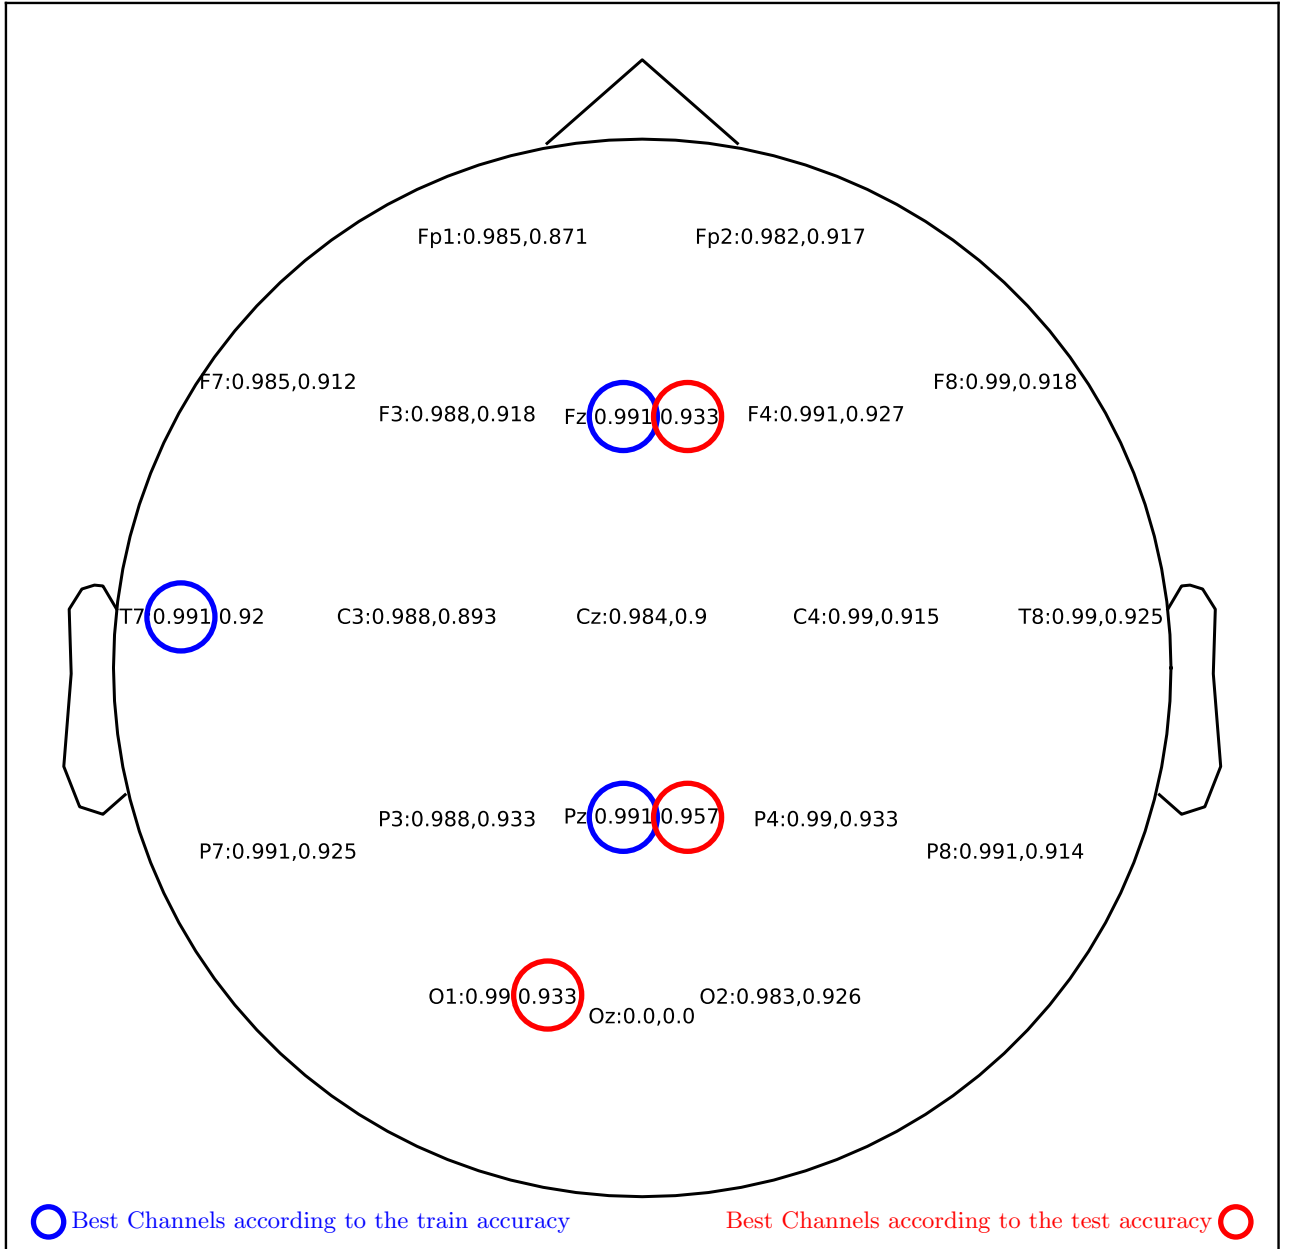 Fp1:0.985,0.871 Fp2:0.982,0.917
F7:0.985,0.912 F8:0.99,0.918
F3:0.988,0.918 Fz:0.991,0.933 F4:0.991,0.927
T7:0.991,0.92 C3:0.988,0.893 Cz:0.984,0.9 C4:0.99,0.915 T8:0.99,0.925
P3:0.988,0.933 Pz:0.991,0.957 P4:0.99,0.933
P7:0.991,0.925 P8:0.991,0.914
O1:0.99,0.933 O2:0.983,0.926
Oz:0.0,0.0
Best Channels according to the train accuracy Best Channels according to the test accuracy